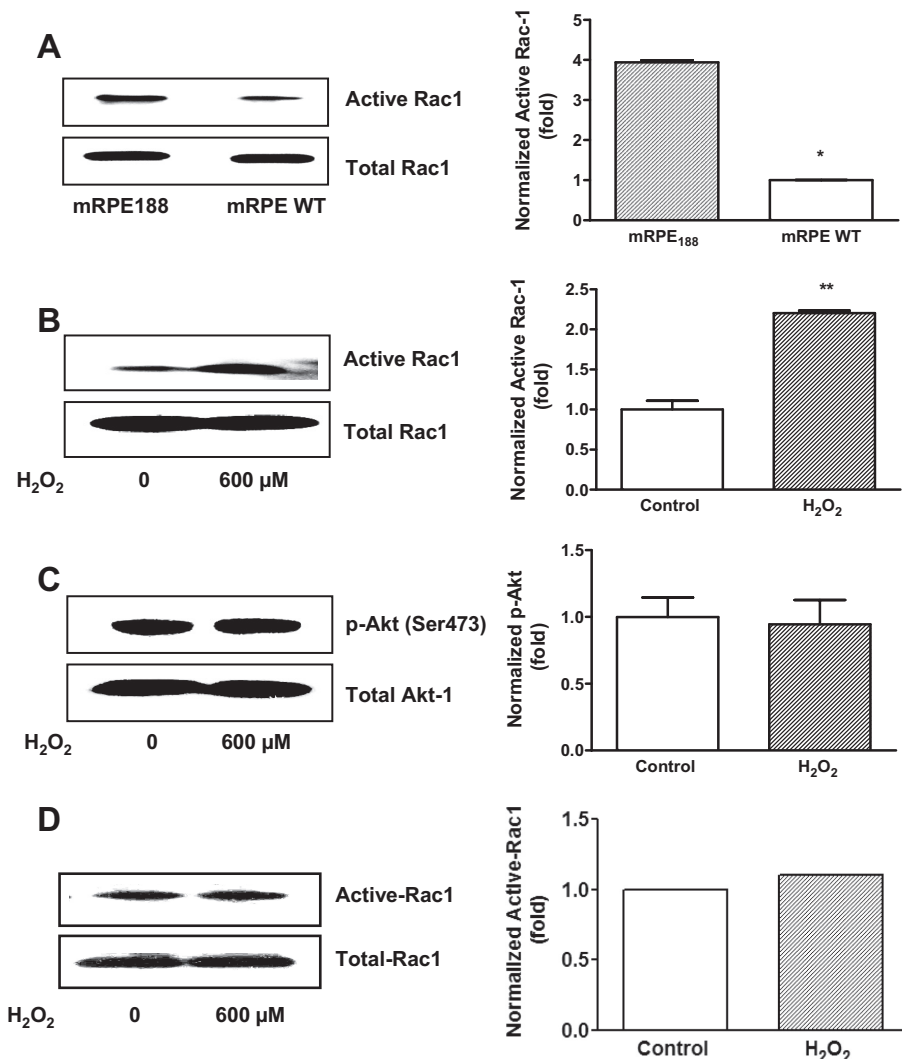 A
Active Rac1
Total Rac1
mRPE188 mRPE WT
Normalized Active Rac-1
(fold)
5
4
3
2
1
0
*
mRPE₁₈₈ mRPE WT
B
Active Rac1
Total Rac1
H₂O₂ 0 600 µM
Normalized Active Rac-1
(fold)
2.5
2.0
1.5
1.0
0.5
0.0
**
Control H₂O₂
C
p-Akt (Ser473)
Total Akt-1
H₂O₂ 0 600 µM
Normalized p-Akt
(fold)
1.5
1.0
0.5
0.0
Control H₂O₂
D
Active-Rac1
Total-Rac1
H₂O₂ 0 600 µM
Normalized Active-Rac1
(fold)
1.5
1.0
0.5
0.0
Control H₂O₂